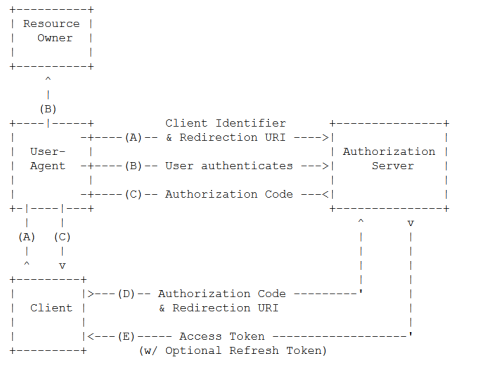 +----------+
| Resource |
|   Owner  |
|          |
+----------+
     ^
     |
    (B)
+----|-----+          Client Identifier      +---------------+
|         -+----(A)-- & Redirection URI ---->|               |
|  User-   |                                 | Authorization |
|  Agent  -+----(B)-- User authenticates --->|     Server    |
|          |                                 |               |
|         -+----(C)-- Authorization Code ---<|               |
+-|----|---+                                 +---------------+
  |    |                                         ^      v
 (A)  (C)                                        |      |
  |    |                                         |      |
  ^    v                                         |      |
+---------+                                      |      |
|         |>---(D)-- Authorization Code ---------'      |
|  Client |          & Redirection URI                  |
|         |                                             |
|         |<---(E)----- Access Token -------------------'
+---------+       (w/ Optional Refresh Token)